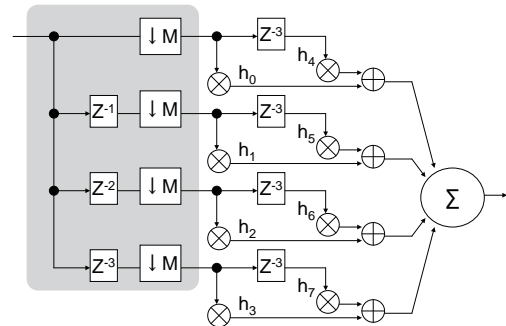 ↓ M
Z⁻³
h₄
h₀
Z⁻¹
↓ M
Z⁻³
h₅
h₁
Z⁻²
↓ M
Z⁻³
h₆
h₂
Σ
Z⁻³
↓ M
Z⁻³
h₇
h₃